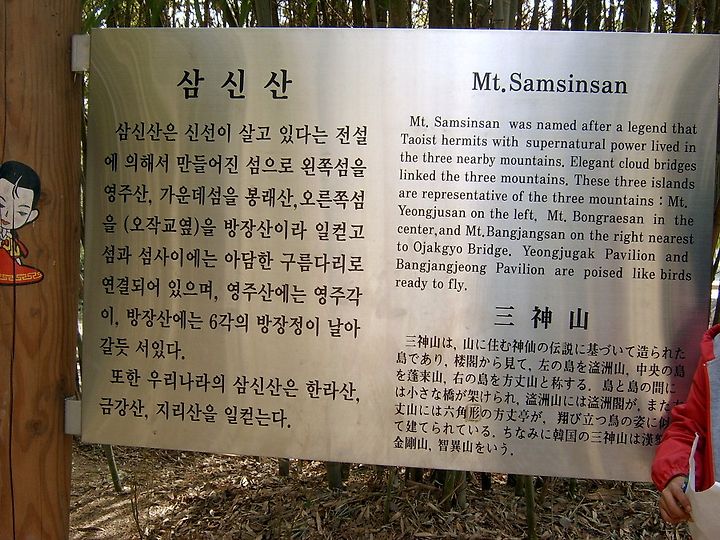 삼신산
삼신산은 신선이 살고 있다는 전설
에 의해서 만들어진 섬으로 왼쪽섬을
영주산, 가운데섬을 봉래산,오른쪽섬
을 (오작교옆)을 방장산이라 일컫고
섬과 섬사이에는 아담한 구름다리로
연결되어 있으며, 영주산에는 영주각
이, 방장산에는 6각의 방장정이 날아
갈듯 서있다.
또한 우리나라의 삼신산은 한라산,
금강산, 지리산을 일컫는다.
Mt.Samsinsan
Mt. Samsinsan was named after a legend that
Taoist hermits with supernatural power lived in
the three nearby mountains. Elegant cloud bridges
linked the three mountains. These three islands
are representative of the three mountains : Mt.
Yeongjusan on the left, Mt. Bongraesan in the
center,and Mt.Bangjangsan on the right nearest
to Ojakgyo Bridge. Yeongjugak Pavilion and
Bangjangjeong Pavilion are poised like birds
ready to fly.
三神山
三神山は, 山に住む神仙の伝説に基づいて造られた
島であり, 楼閣から見て, 左の島を瀛洲山, 中央の島
を蓬来山, 右の島を方丈山と称する. 島と島の間に
は小さな橋が架けられ, 瀛洲山には瀛洲閣が, また方
丈山には六角形の方丈亭が, 翔び立つ鳥の姿に似
て建てられている. ちなみに韓国の三神山は漢
金剛山, 智異山をいう.